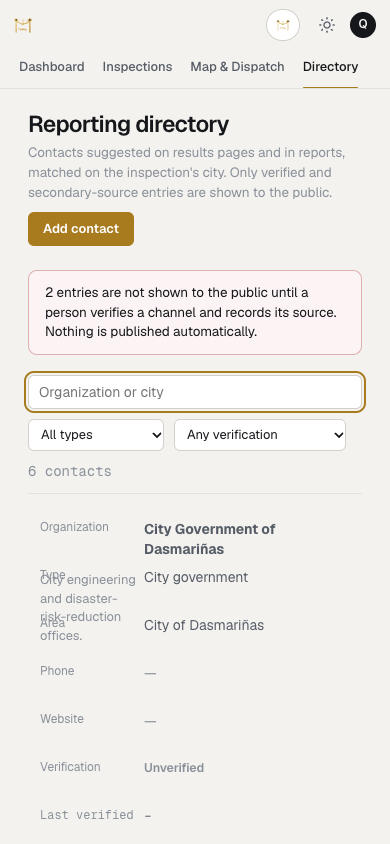 Q
Dashboard Inspections Map & Dispatch Directory
Reporting directory
Contacts suggested on results pages and in reports,
matched on the inspection's city. Only verified and
secondary-source entries are shown to the public.
Add contact
2 entries are not shown to the public until a
person verifies a channel and records its source.
Nothing is published automatically.
Organization or city
All types Any verification
6 contacts
Organization City Government of
Dasmariñas
Type City government
City engineering
and disaster-
risk-reduction
offices.
Area City of Dasmariñas
Phone —
Website —
Verification Unverified
Last verified –